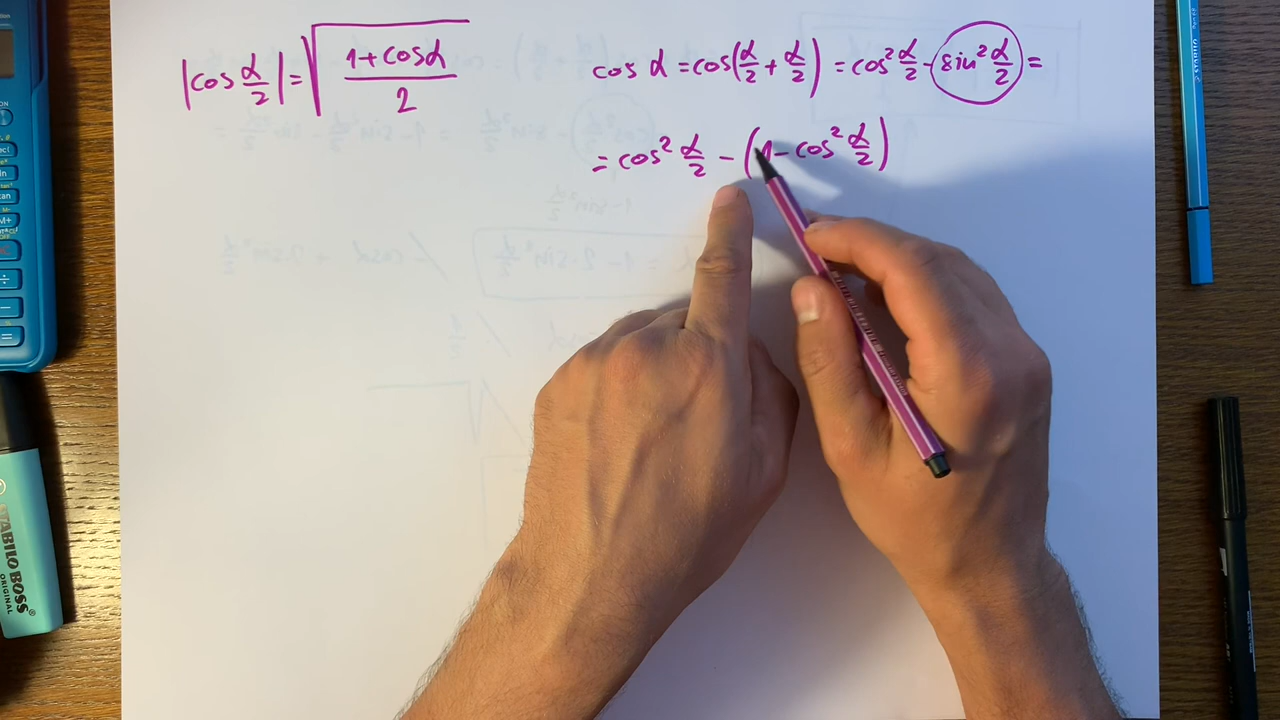 |cos α/2| = √(1+cosα / 2)
cos α = cos(α/2 + α/2) = cos² α/2 - sin² α/2 =
= cos² α/2 - (1 - cos² α/2)
STABILO BOSS
ORIGINAL